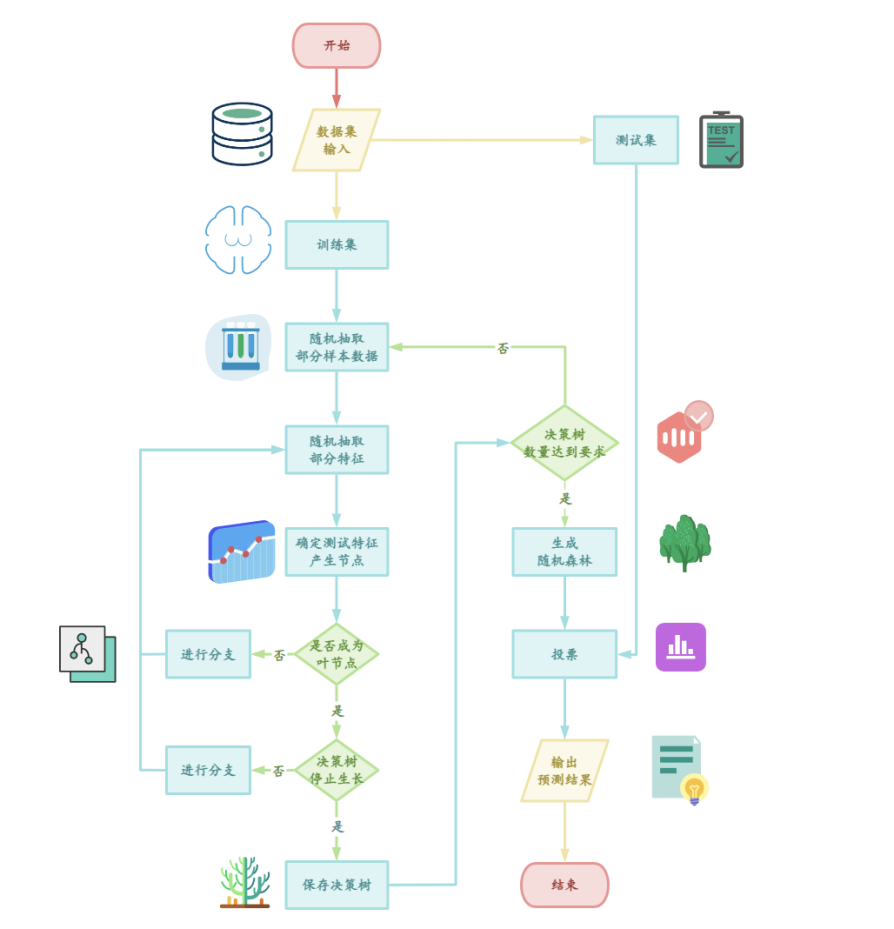 开始
数据集
输入
测试集
TEST
训练集
随机抽取
部分样本数据
否
随机抽取
部分特征
决策树
数量达到要求
是
确定测试特征
产生节点
生成
随机森林
进行分支
否
是否成为
叶节点
投票
是
进行分支
否
决策树
停止生长
输出
预测结果
是
保存决策树
结束